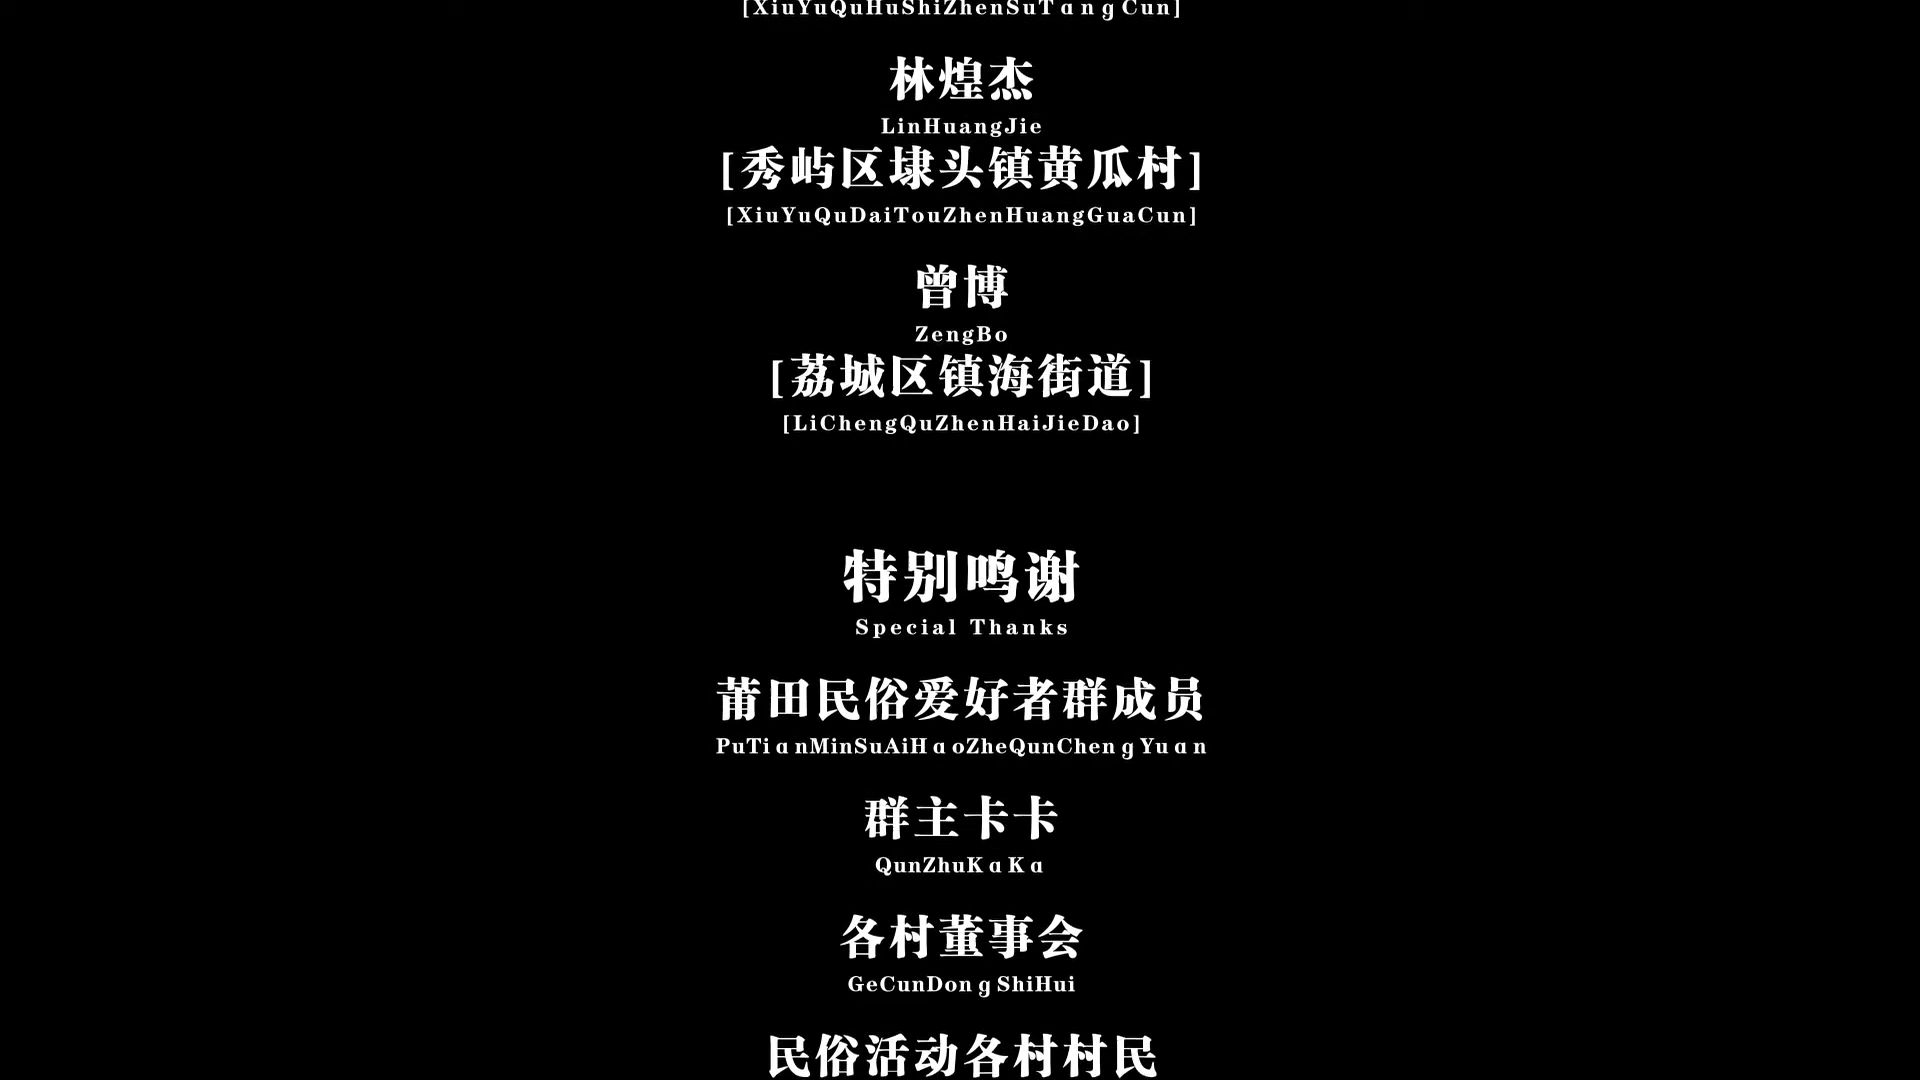 [XiuYuQuHuShiZhenSuTangCun]
林煌杰
LinHuangJie
[秀屿区埭头镇黄瓜村]
[XiuYuQuDaiTouZhenHuangGuaCun]
曾博
ZengBo
[荔城区镇海街道]
[LiChengQuZhenHaiJieDao]
特别鸣谢
Special Thanks
莆田民俗爱好者群成员
PuTianMinSuAiHaoZheQunChengYuan
群主卡卡
QunZhuKaKa
各村董事会
GeCunDongShiHui
民俗活动各村村民